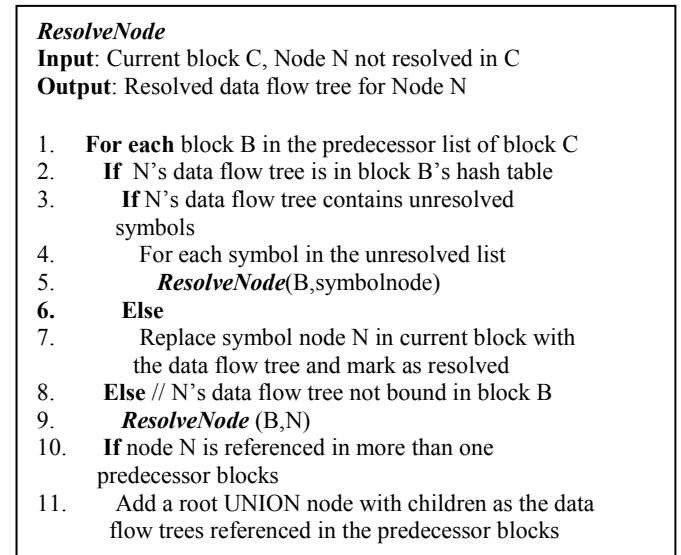 ResolveNode
Input: Current block C, Node N not resolved in C
Output: Resolved data flow tree for Node N
1. For each block B in the predecessor list of block C
2. If N's data flow tree is in block B's hash table
3. If N's data flow tree contains unresolved
symbols
4. For each symbol in the unresolved list
5. ResolveNode(B,symbolnode)
6. Else
7. Replace symbol node N in current block with
the data flow tree and mark as resolved
8. Else // N's data flow tree not bound in block B
9. ResolveNode (B,N)
10. If node N is referenced in more than one
predecessor blocks
11. Add a root UNION node with children as the data
flow trees referenced in the predecessor blocks